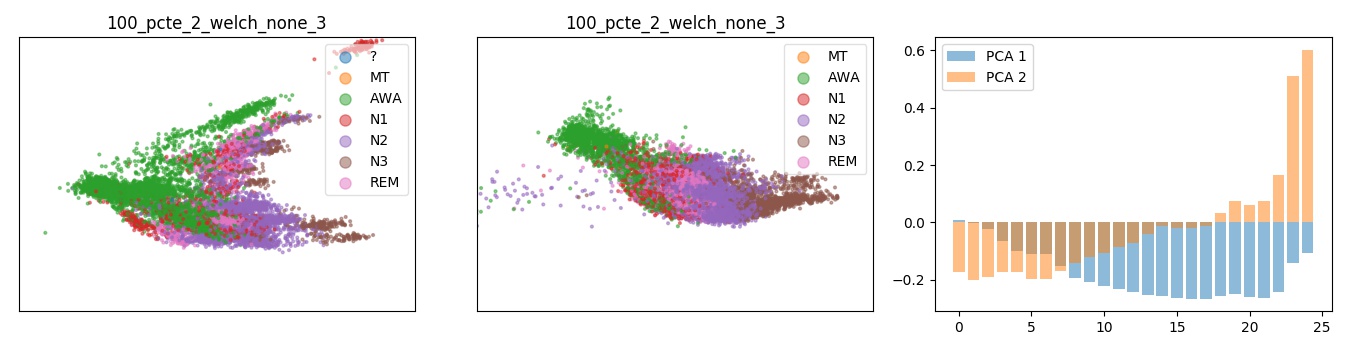 100_pcte_2_welch_none_3
?
MT
AWA
N1
N2
N3
REM
100_pcte_2_welch_none_3
MT
AWA
N1
N2
N3
REM
PCA 1
PCA 2
0.6
0.4
0.2
0.0
−0.2
0
5
10
15
20
25